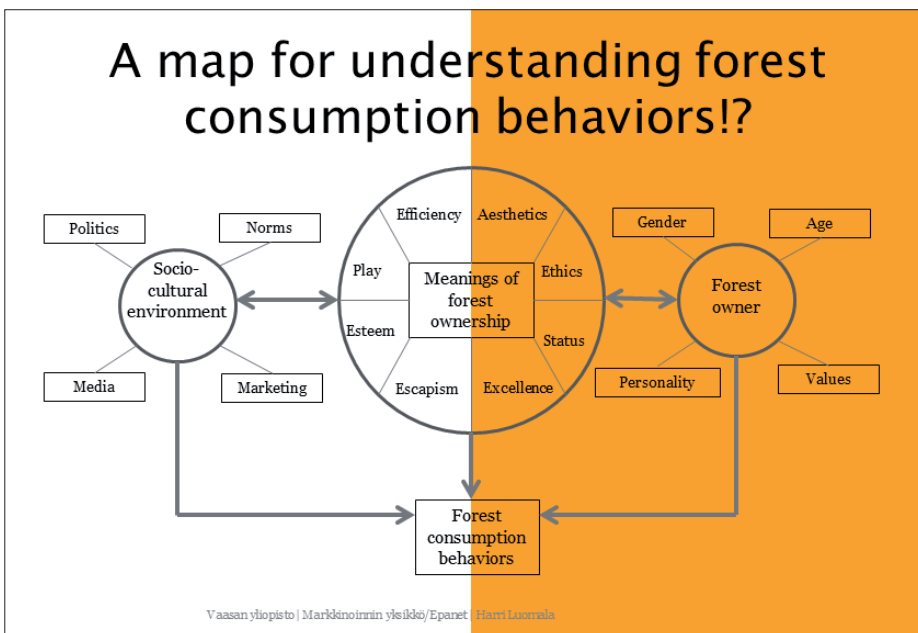 A map for understanding forest
consumption behaviors!?
Politics
Norms
Socio-
cultural
environment
Media
Marketing
Efficiency
Aesthetics
Play
Ethics
Meanings of
forest
ownership
Esteem
Status
Escapism
Excellence
Gender
Age
Forest
owner
Personality
Values
Forest
consumption
behaviors
Vaasan yliopisto | Markkinoinnin yksikkö/Epanet | Harri Luomala